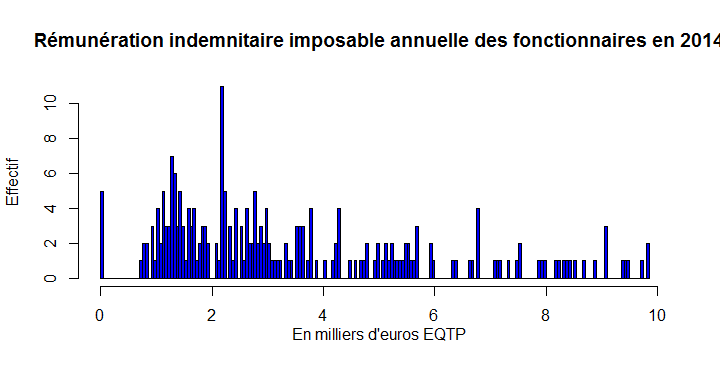 Rémunération indemnitaire imposable annuelle des fonctionnaires en 2014
Effectif
10
8
6
4
2
0
0 2 4 6 8 10
En milliers d'euros EQTP